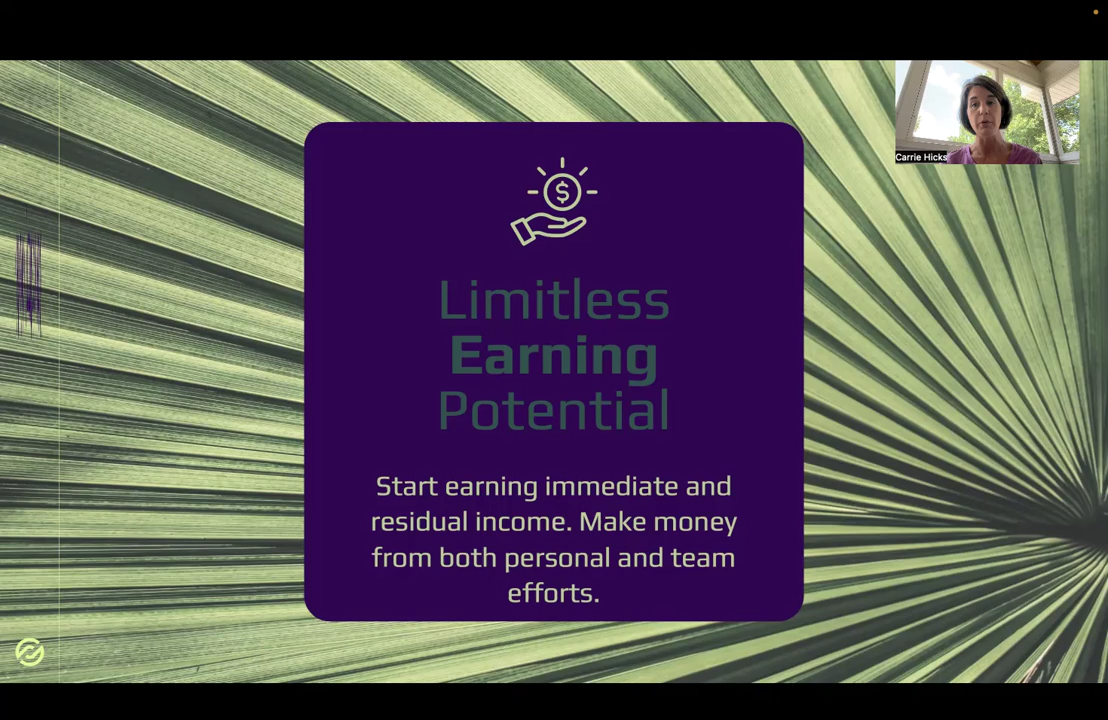 Carrie Hicks
$
Limitless
Earning
Potential
Start earning immediate and
residual income. Make money
from both personal and team
efforts.